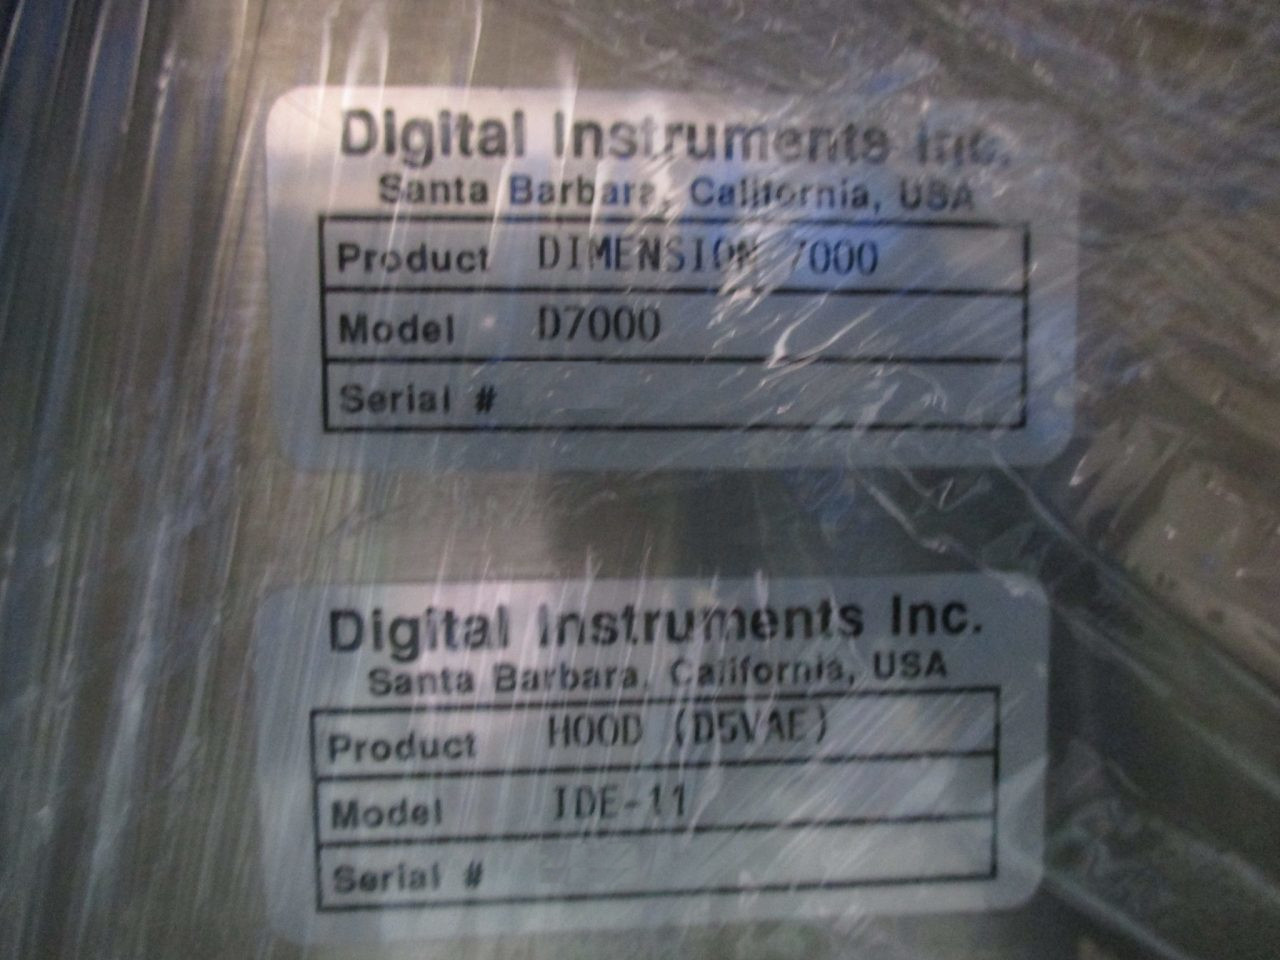 Digital Instruments Inc.
Santa Barbara, California, USA
Product DIMENSION 7000
Model D7000
Serial #
Digital Instruments Inc.
Santa Barbara, California, USA
Product HOOD (D5VAE)
Model IDE-11
Serial #